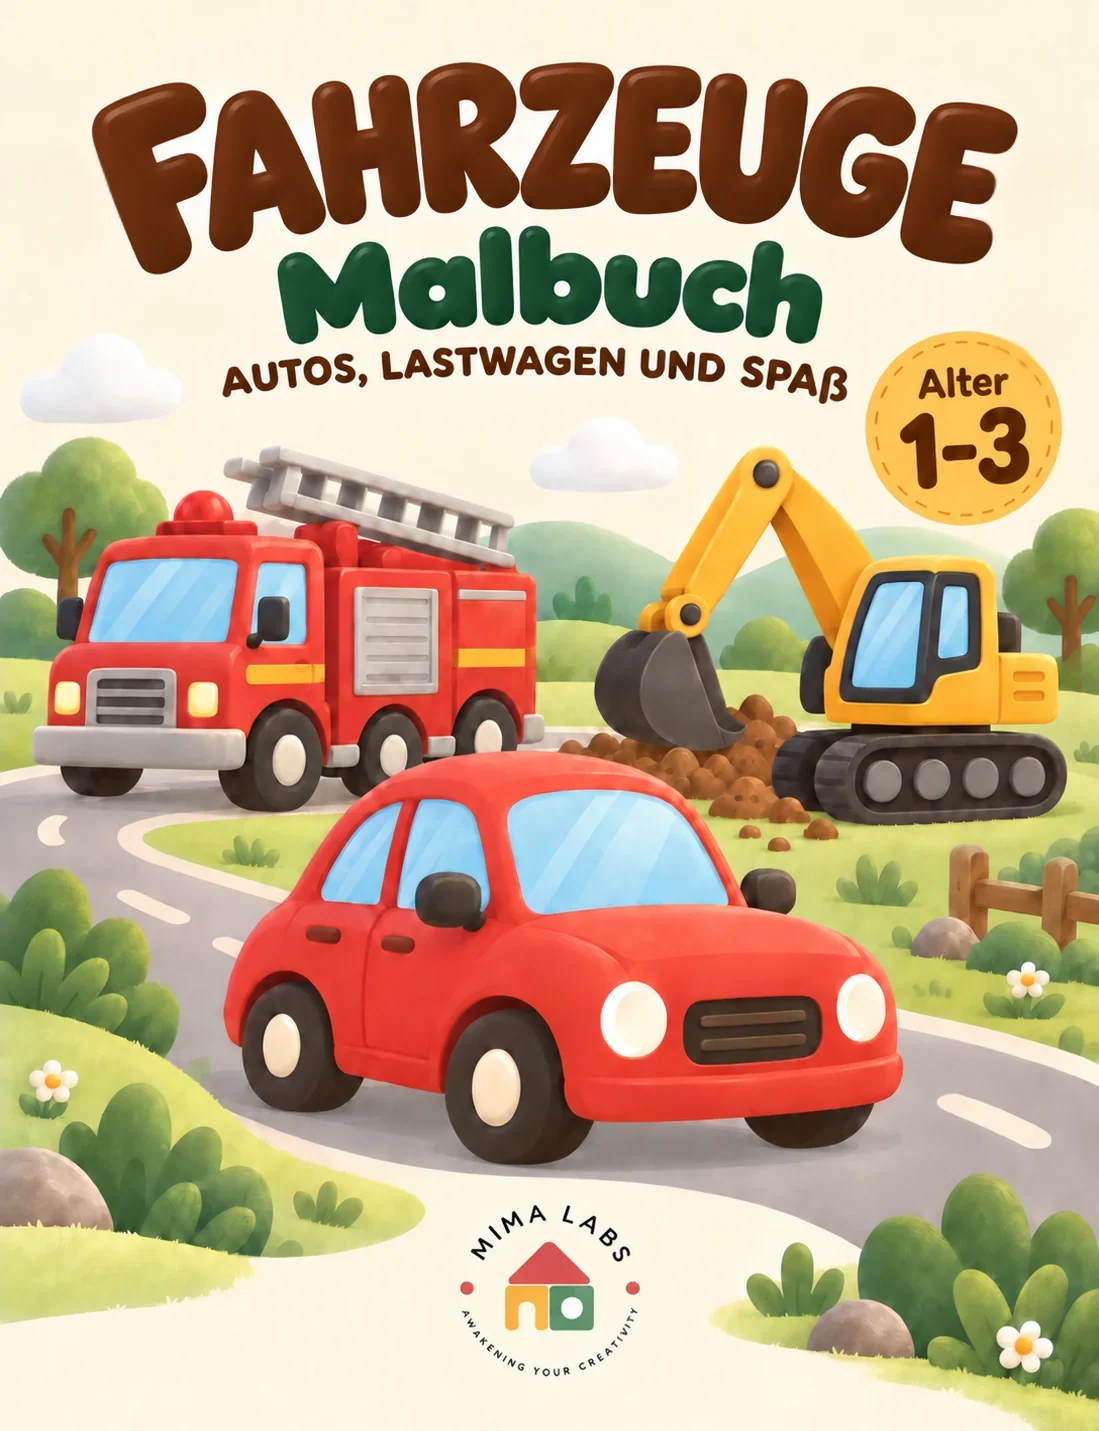 FAHRZEUGE
Malbuch
AUTOS, LASTWAGEN UND SPAß
Alter
1-3
MIMA LABS
AWAKENING YOUR CREATIVITY